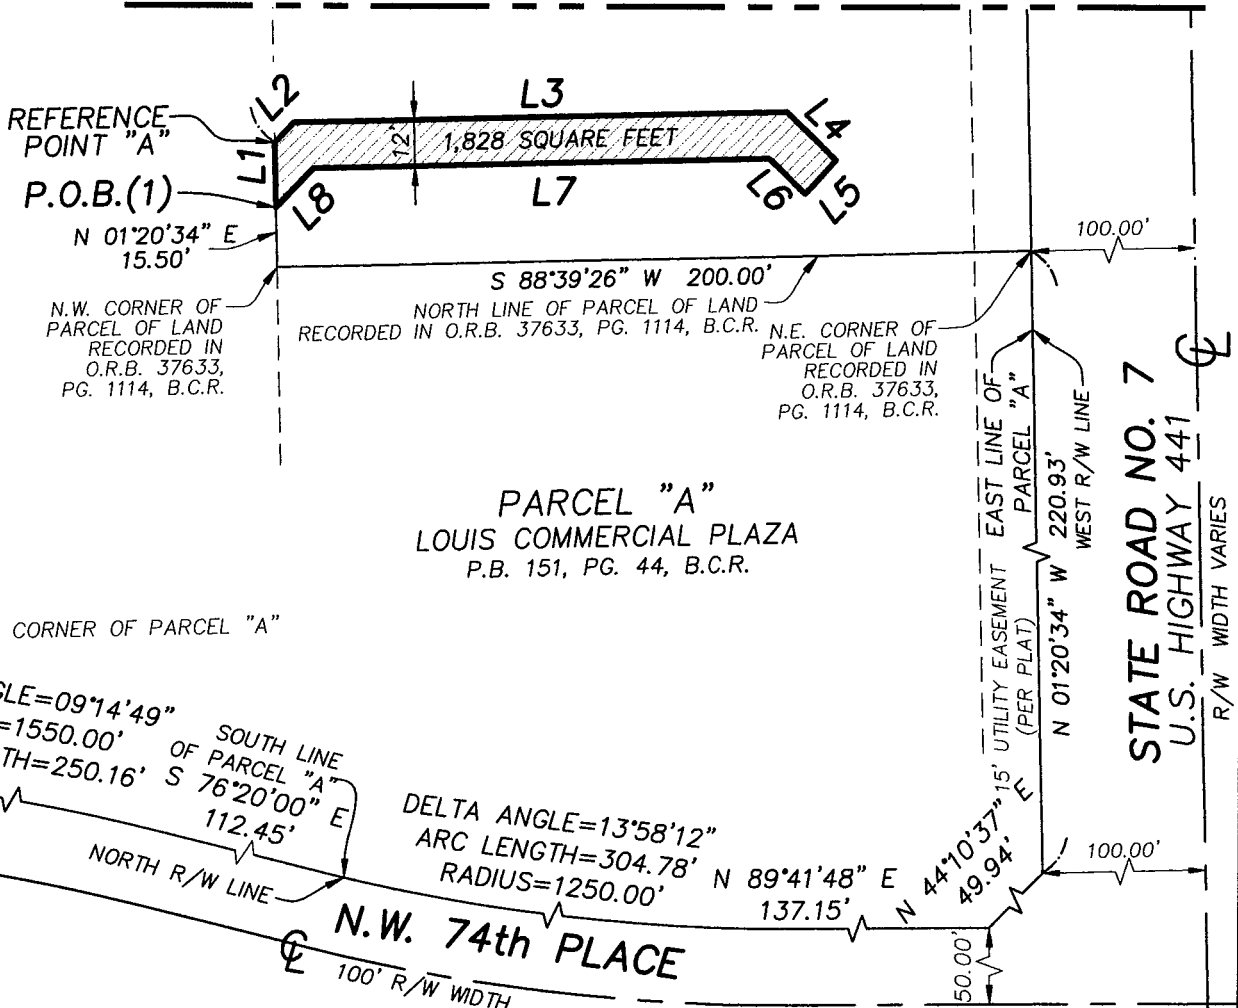 L2
L3
L4
REFERENCE
POINT "A"
12'
1,828 SQUARE FEET
L1
P.O.B.(1)
L8
L7
L6
L5
N 01°20'34" E
15.50'
100.00'
S 88°39'26" W 200.00'
N.W. CORNER OF
PARCEL OF LAND
RECORDED IN
O.R.B. 37633,
PG. 1114, B.C.R.
NORTH LINE OF PARCEL OF LAND
RECORDED IN O.R.B. 37633, PG. 1114, B.C.R.
N.E. CORNER OF
PARCEL OF LAND
RECORDED IN
O.R.B. 37633,
PG. 1114, B.C.R.
CL
PARCEL "A"
LOUIS COMMERCIAL PLAZA
P.B. 151, PG. 44, B.C.R.
15' UTILITY EASEMENT
(PER PLAT)
EAST LINE OF
PARCEL "A"
N 01°20'34" W 220.93'
WEST R/W LINE
STATE ROAD NO. 7
U.S. HIGHWAY 441
R/W WIDTH VARIES
CORNER OF PARCEL "A"
GLE=09°14'49"
=1550.00'
TH=250.16'
SOUTH LINE
OF PARCEL "A"
S 76°20'00" E
112.45'
NORTH R/W LINE
DELTA ANGLE=13°58'12"
ARC LENGTH=304.78'
RADIUS=1250.00'
N 89°41'48" E
137.15'
N 44°10'37" E
49.94'
100.00'
50.00'
N.W. 74th PLACE
CL
100' R/W WIDTH